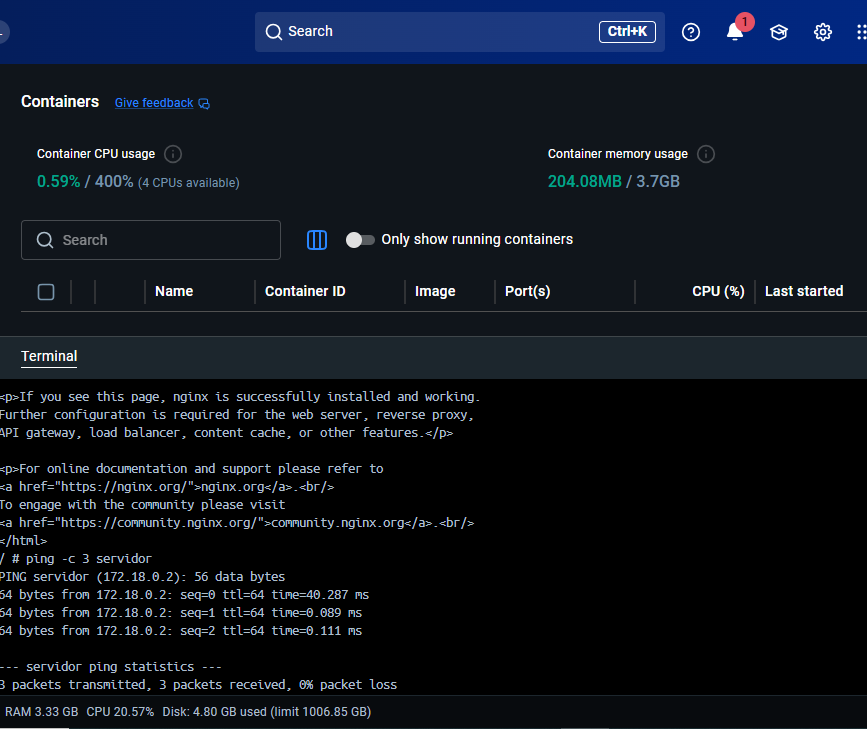 Search Ctrl+K 1
Containers Give feedback
Container CPU usage Container memory usage
0.59% / 400% (4 CPUs available) 204.08MB / 3.7GB
Search Only show running containers
Name Container ID Image Port(s) CPU (%) Last started
Terminal
<p>If you see this page, nginx is successfully installed and working.
Further configuration is required for the web server, reverse proxy,
API gateway, load balancer, content cache, or other features.</p>
<p>For online documentation and support please refer to
<a href="https://nginx.org/">nginx.org</a>.<br/>
To engage with the community please visit
<a href="https://community.nginx.org/">community.nginx.org</a>.<br/>
</html>
/ # ping -c 3 servidor
PING servidor (172.18.0.2): 56 data bytes
64 bytes from 172.18.0.2: seq=0 ttl=64 time=40.287 ms
64 bytes from 172.18.0.2: seq=1 ttl=64 time=0.089 ms
64 bytes from 172.18.0.2: seq=2 ttl=64 time=0.111 ms
--- servidor ping statistics ---
3 packets transmitted, 3 packets received, 0% packet loss
RAM 3.33 GB CPU 20.57% Disk: 4.80 GB used (limit 1006.85 GB)